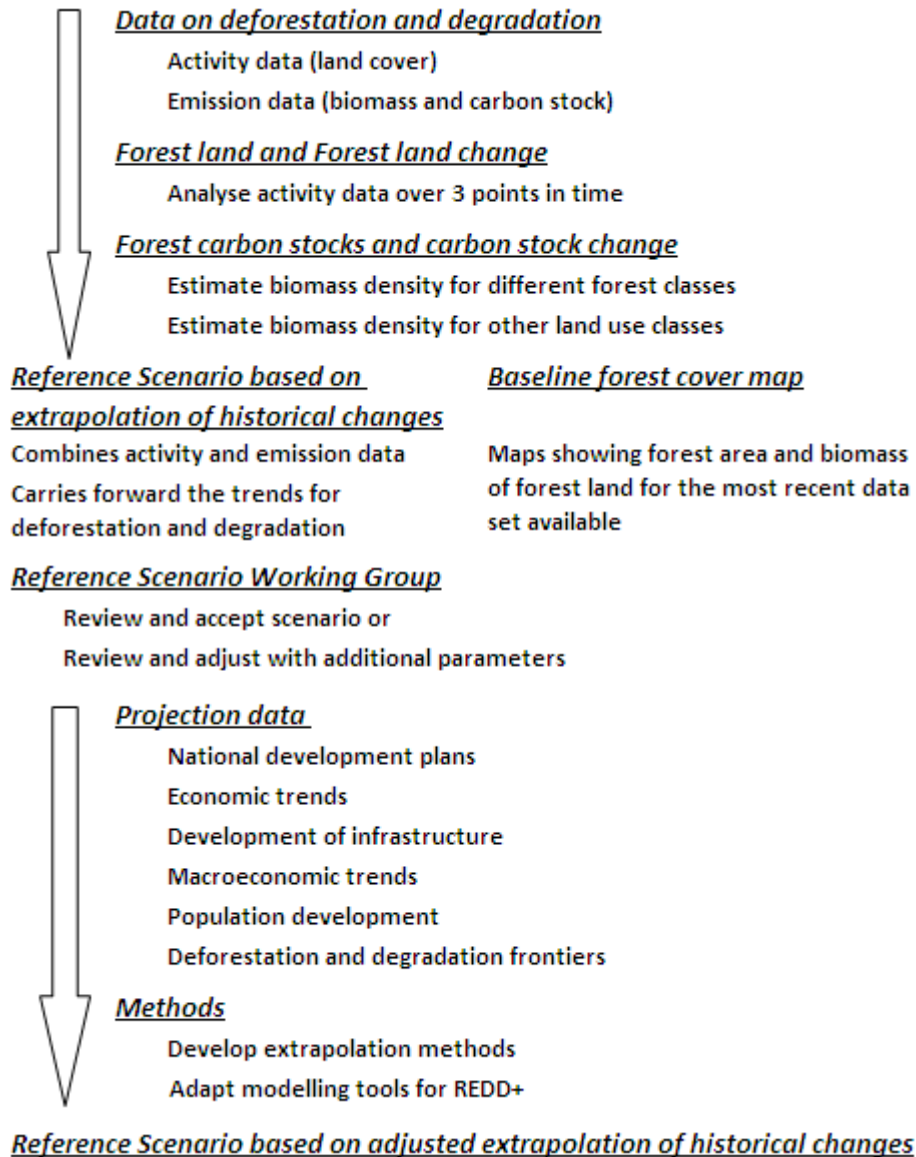 Data on deforestation and degradation
Activity data (land cover)
Emission data (biomass and carbon stock)
Forest land and Forest land change
Analyse activity data over 3 points in time
Forest carbon stocks and carbon stock change
Estimate biomass density for different forest classes
Estimate biomass density for other land use classes
Reference Scenario based on
extrapolation of historical changes
Combines activity and emission data
Carries forward the trends for
deforestation and degradation
Baseline forest cover map
Maps showing forest area and biomass
of forest land for the most recent data
set available
Reference Scenario Working Group
Review and accept scenario or
Review and adjust with additional parameters
Projection data
National development plans
Economic trends
Development of infrastructure
Macroeconomic trends
Population development
Deforestation and degradation frontiers
Methods
Develop extrapolation methods
Adapt modelling tools for REDD+
Reference Scenario based on adjusted extrapolation of historical changes